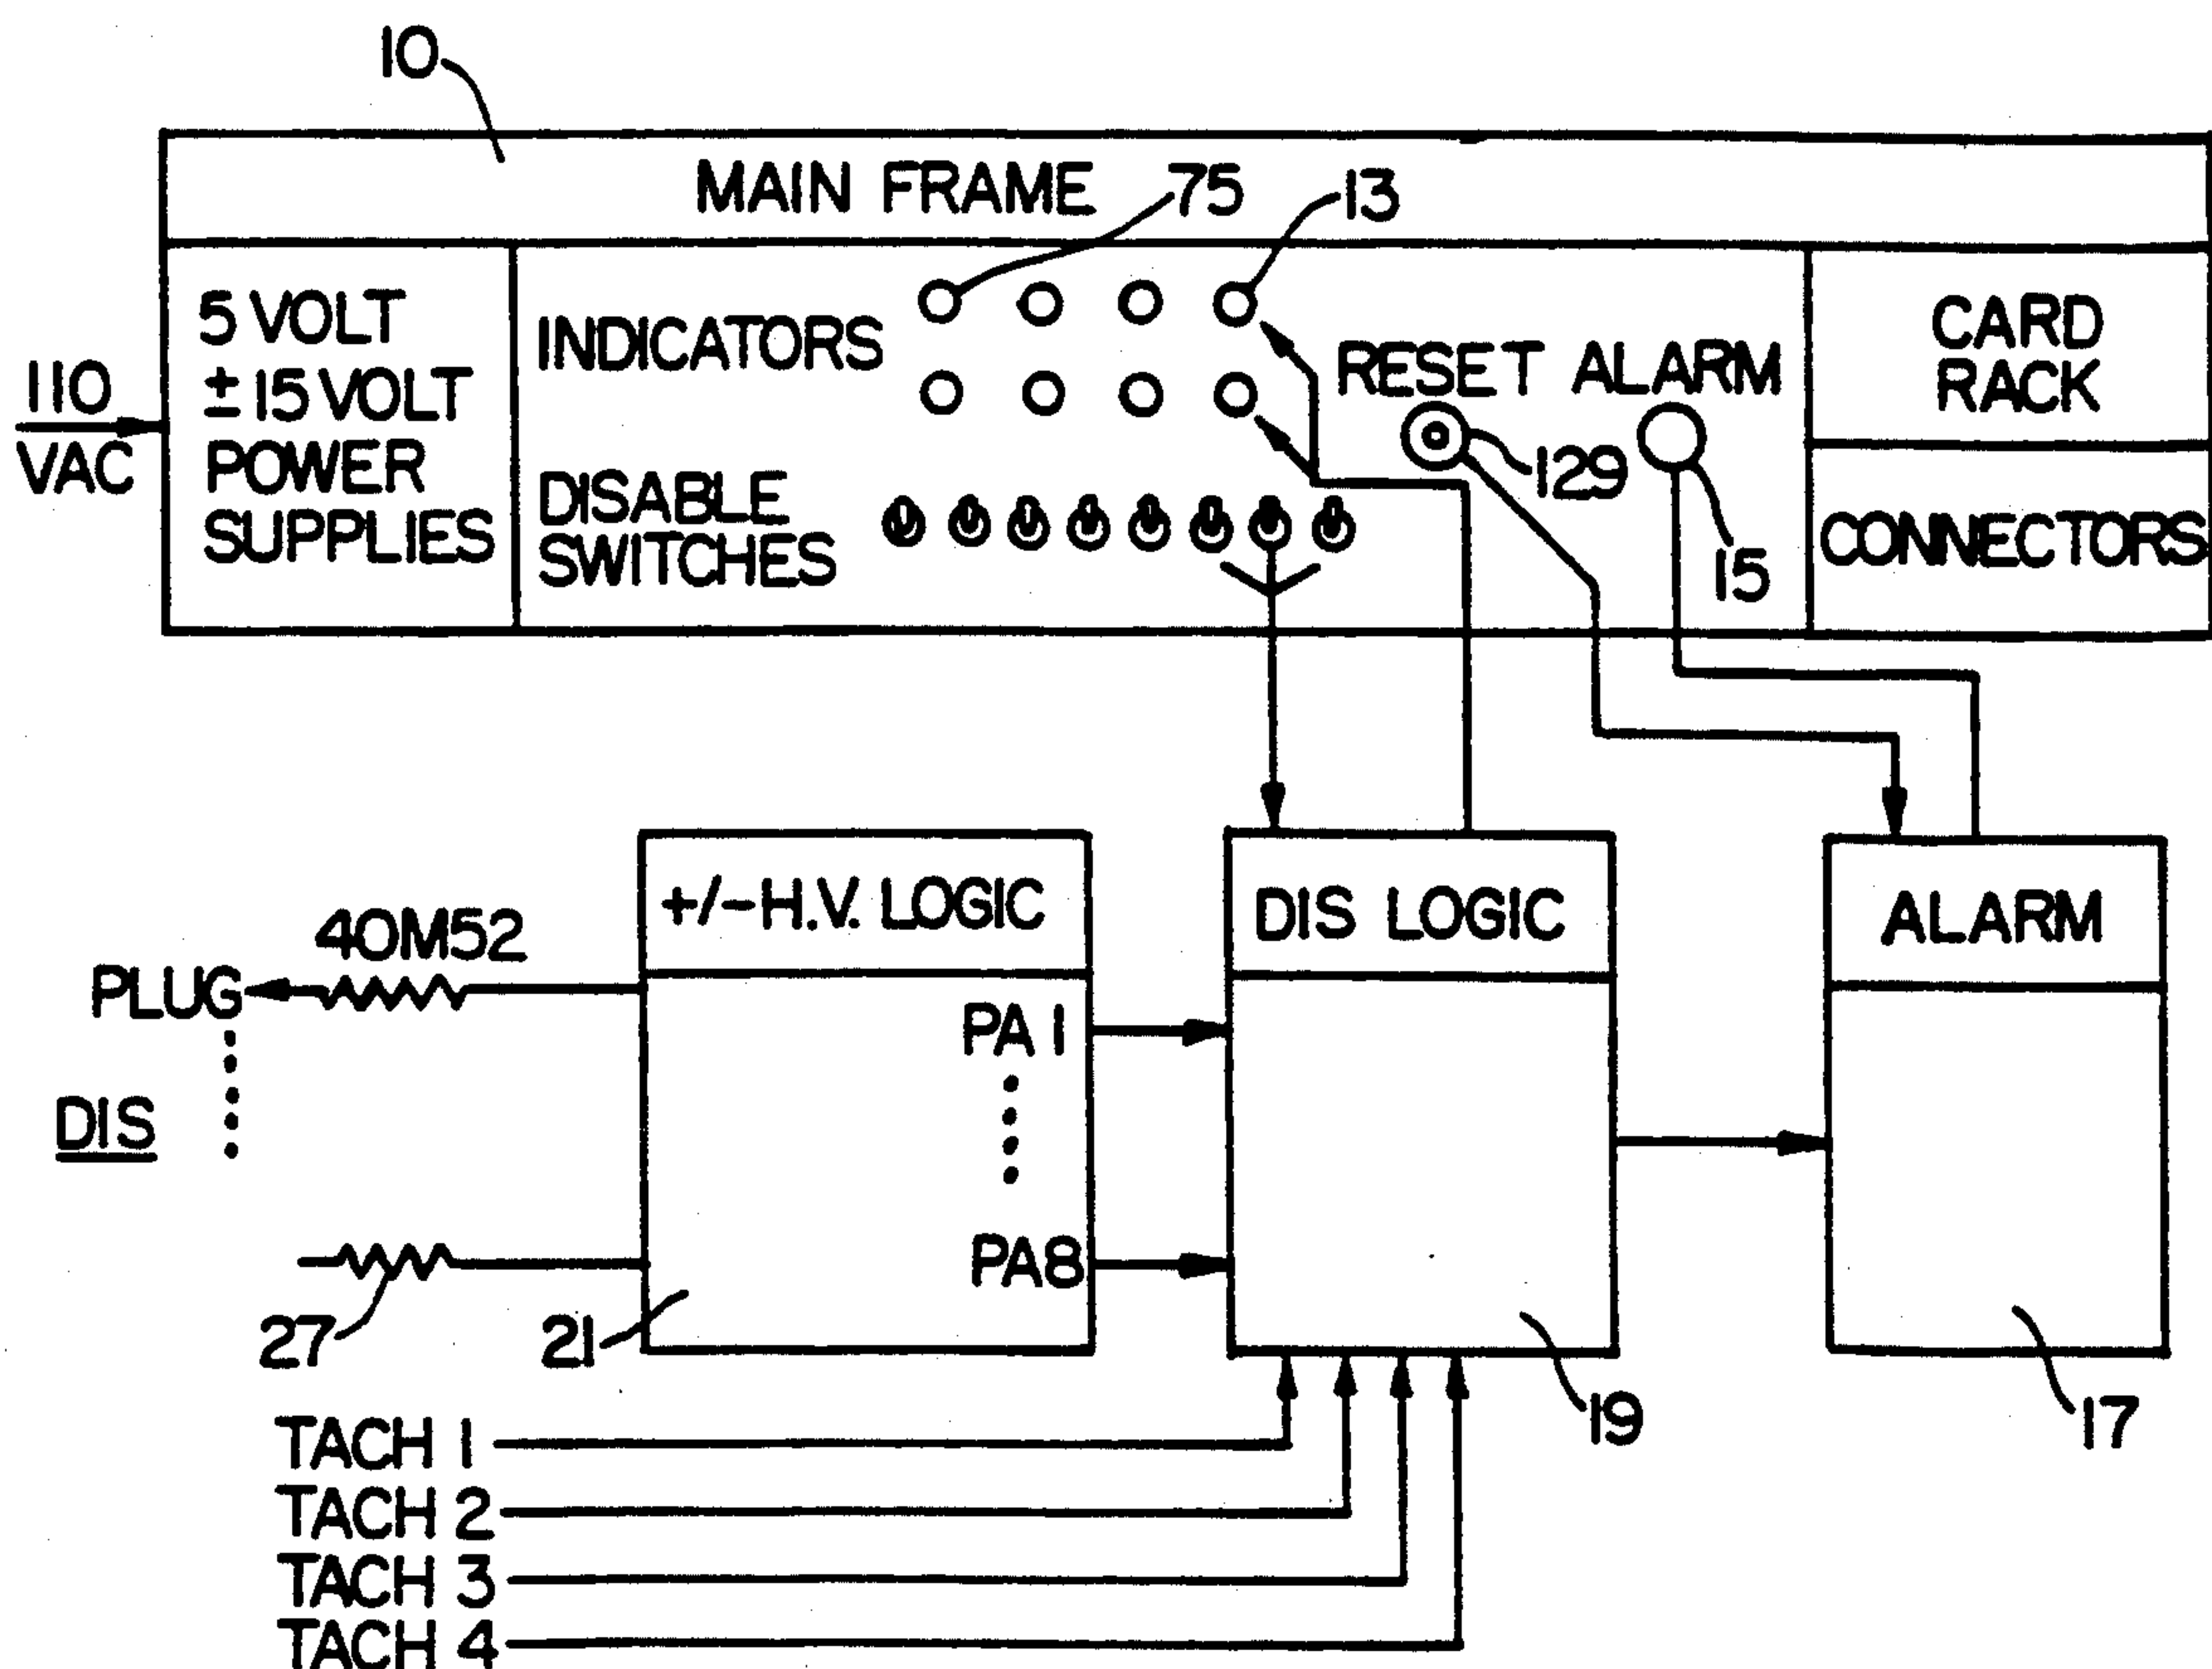 10
MAIN FRAME
75
13
5 VOLT
± 15 VOLT
POWER
SUPPLIES
110
VAC
INDICATORS
DISABLE
SWITCHES
RESET
ALARM
129
15
CARD
RACK
CONNECTORS
+/-H.V. LOGIC
DIS LOGIC
ALARM
40M52
PLUG
PA 1
DIS
PA8
27
21
19
17
TACH 1
TACH 2
TACH 3
TACH 4